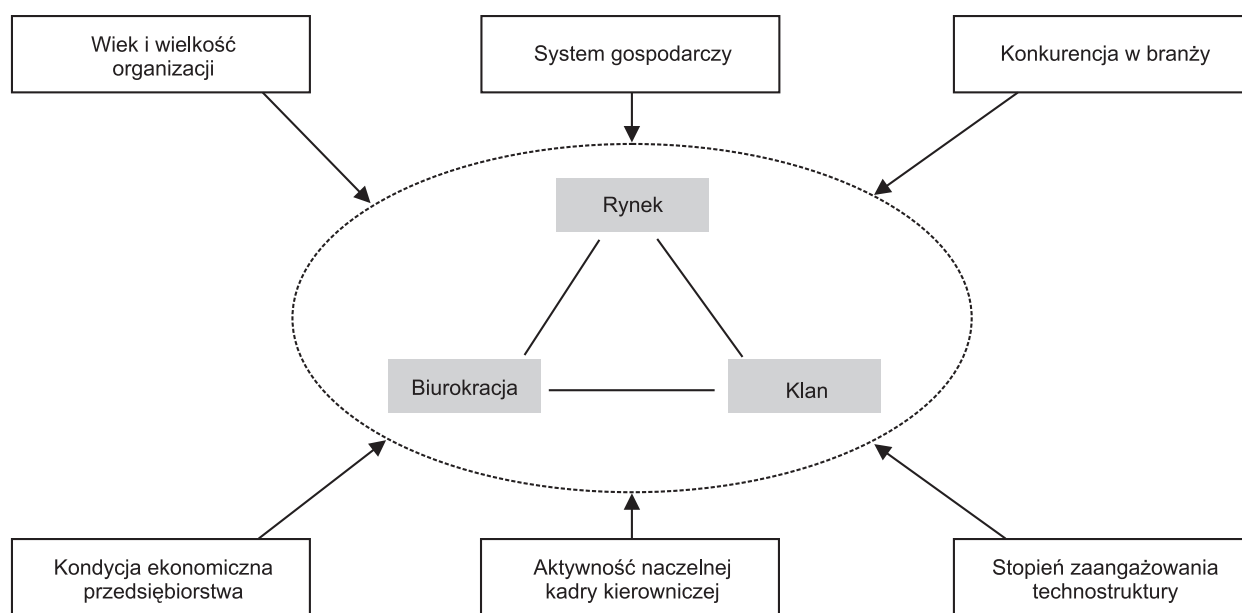 Wiek i wielkość
organizacji
System gospodarczy
Konkurencja w branży
Rynek
Biurokracja
Klan
Kondycja ekonomiczna
przedsiębiorstwa
Aktywność naczelnej
kadry kierowniczej
Stopień zaangażowania
technostruktury